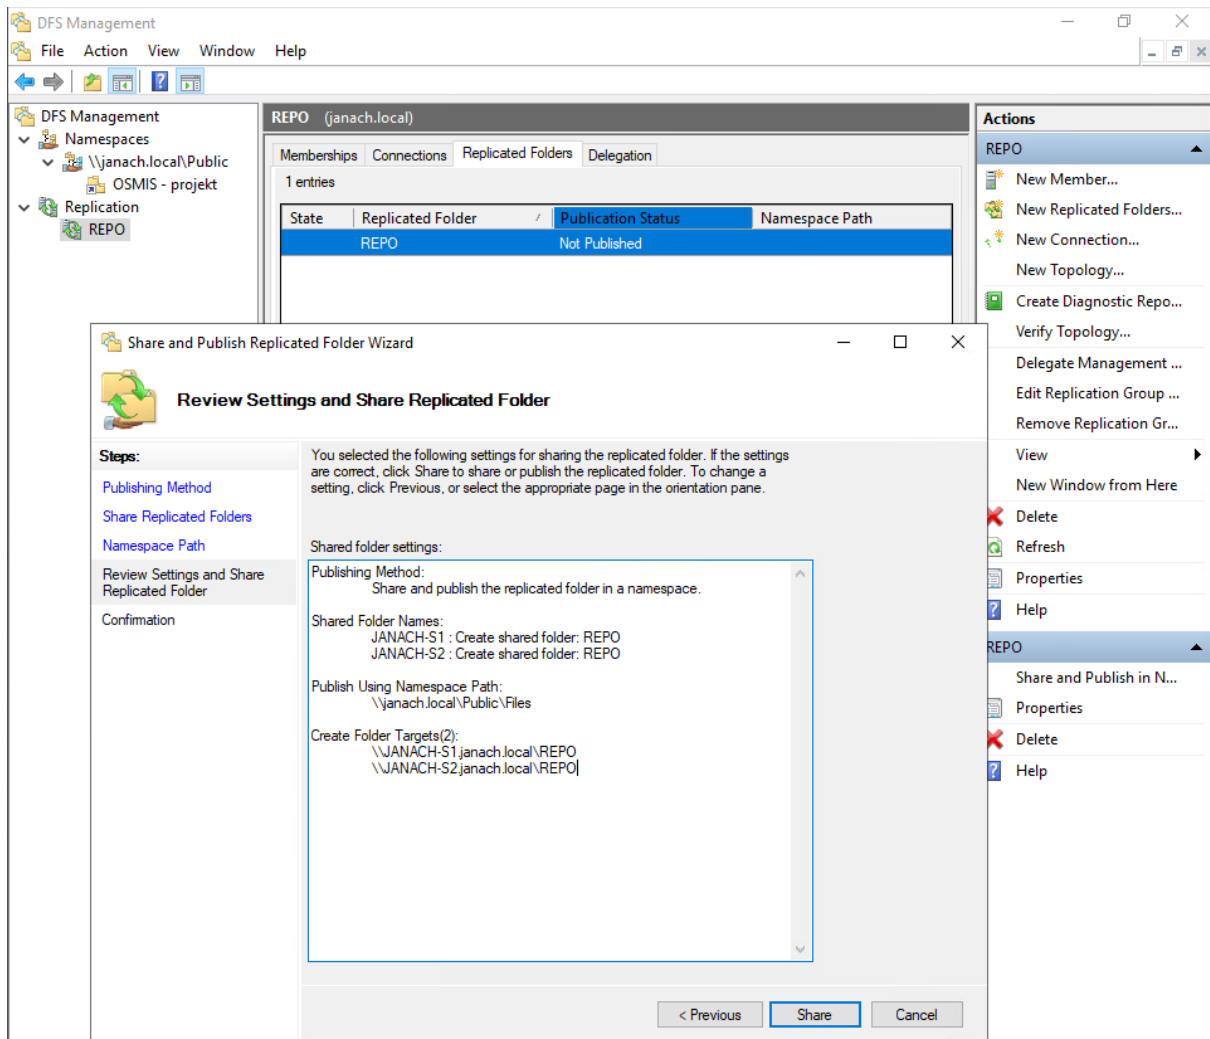 DFS Management
File Action View Window Help
DFS Management
Namespaces
\\janach.local\Public
OSMIS - projekt
Replication
REPO
REPO (janach.local)
Memberships Connections Replicated Folders Delegation
1 entries
State Replicated Folder Publication Status Namespace Path
REPO Not Published
Actions
REPO
New Member...
New Replicated Folders...
New Connection...
New Topology...
Create Diagnostic Repo...
Verify Topology...
Delegate Management ...
Edit Replication Group ...
Remove Replication Gr...
View
New Window from Here
Delete
Refresh
Properties
Help
REPO
Share and Publish in N...
Properties
Delete
Help
Share and Publish Replicated Folder Wizard
Review Settings and Share Replicated Folder
Steps:
Publishing Method
Share Replicated Folders
Namespace Path
Review Settings and Share
Replicated Folder
Confirmation
You selected the following settings for sharing the replicated folder. If the settings
are correct, click Share to share or publish the replicated folder. To change a
setting, click Previous, or select the appropriate page in the orientation pane.
Shared folder settings:
Publishing Method:
Share and publish the replicated folder in a namespace.
Shared Folder Names:
JANACH-S1 : Create shared folder: REPO
JANACH-S2 : Create shared folder: REPO
Publish Using Namespace Path:
\\janach.local\Public\Files
Create Folder Targets(2):
\\JANACH-S1.janach.local\REPO
\\JANACH-S2.janach.local\REPO
< Previous Share Cancel